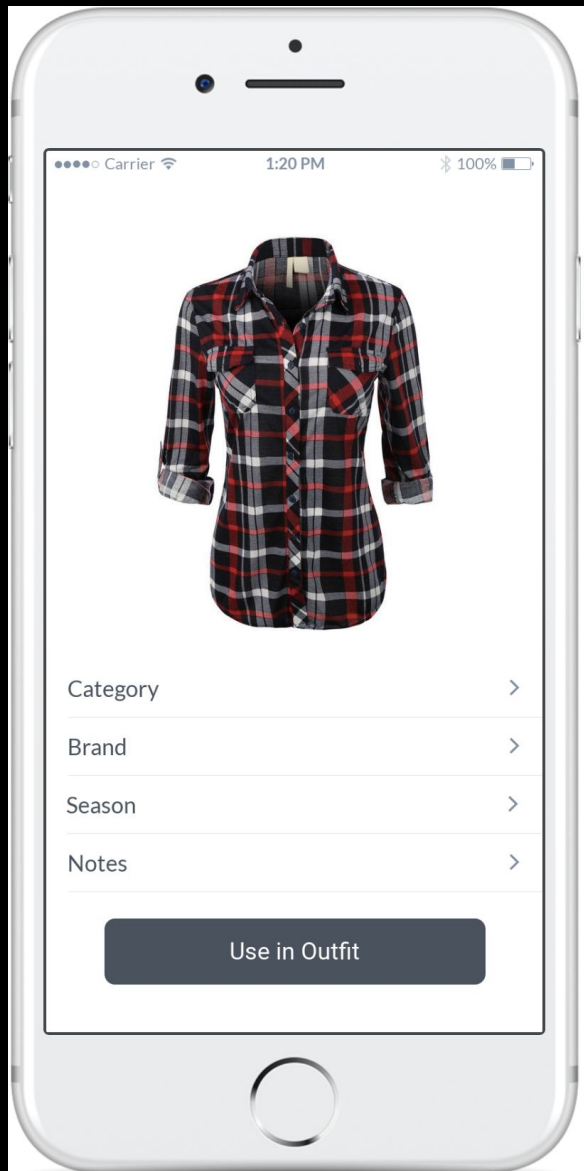 Carrier 1:20 PM 100%
Category
Brand
Season
Notes
Use in Outfit